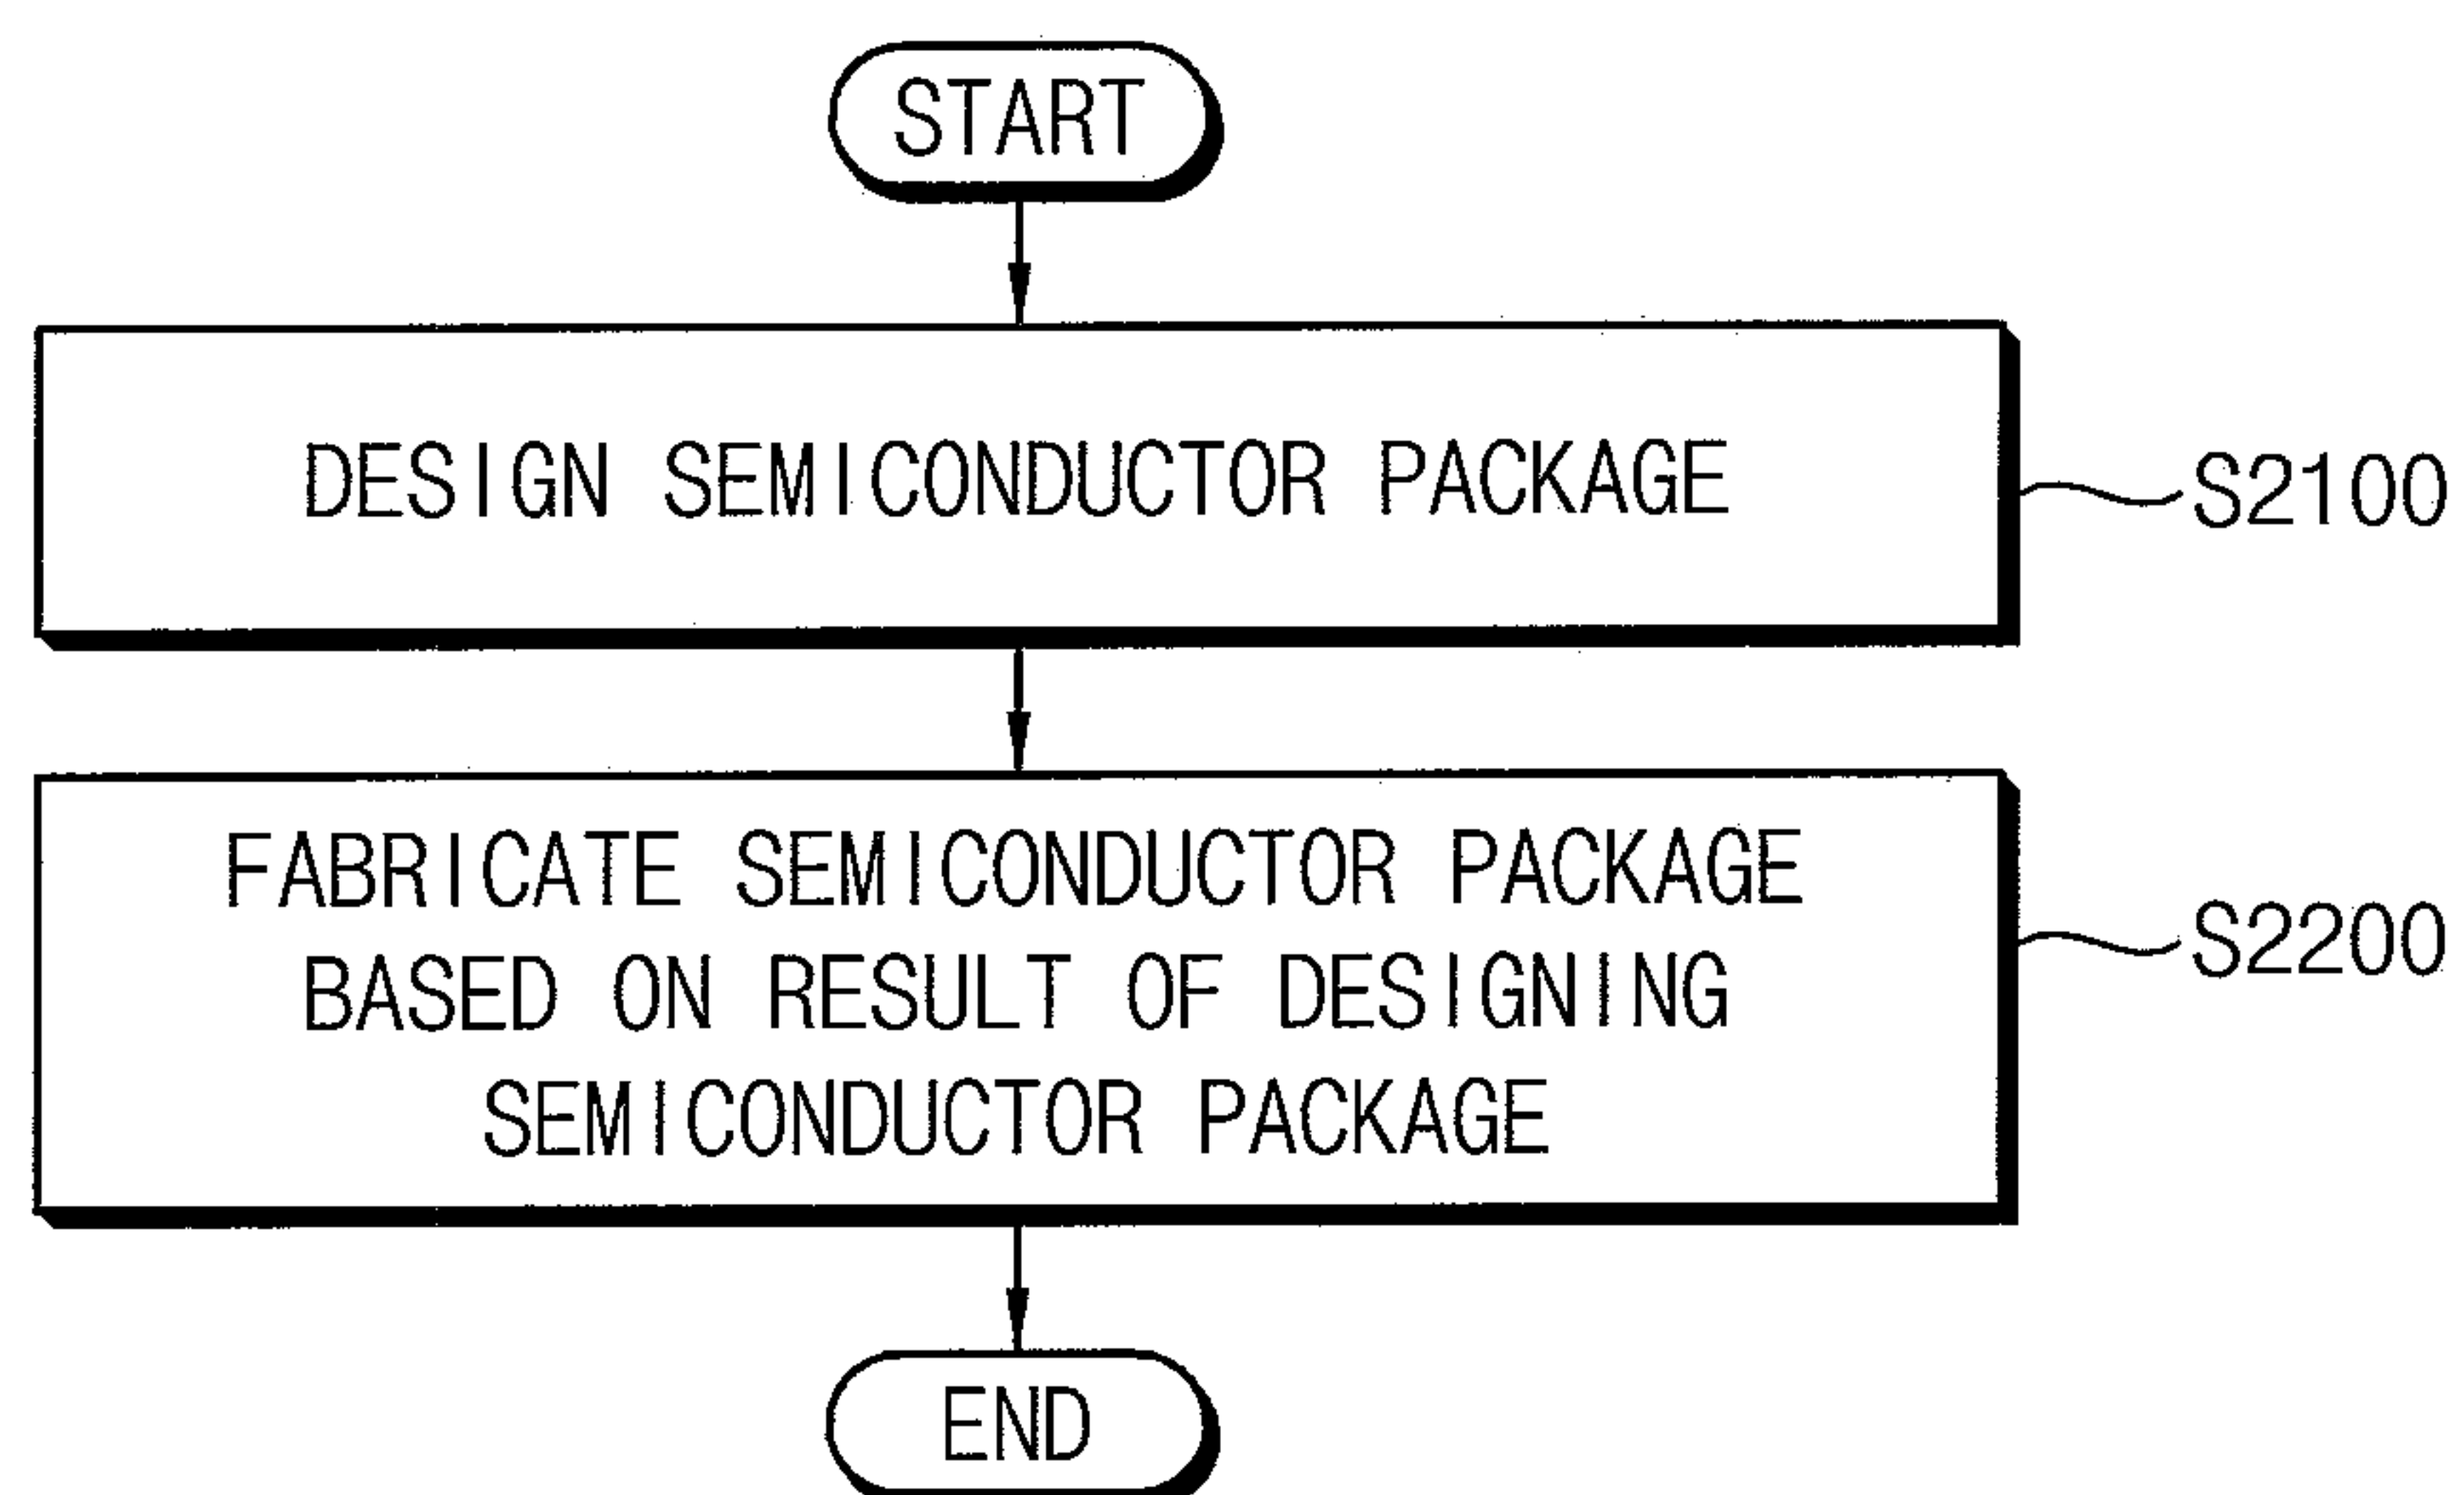 START
DESIGN SEMICONDUCTOR PACKAGE
S2100
FABRICATE SEMICONDUCTOR PACKAGE
BASED ON RESULT OF DESIGNING
SEMICONDUCTOR PACKAGE
S2200
END